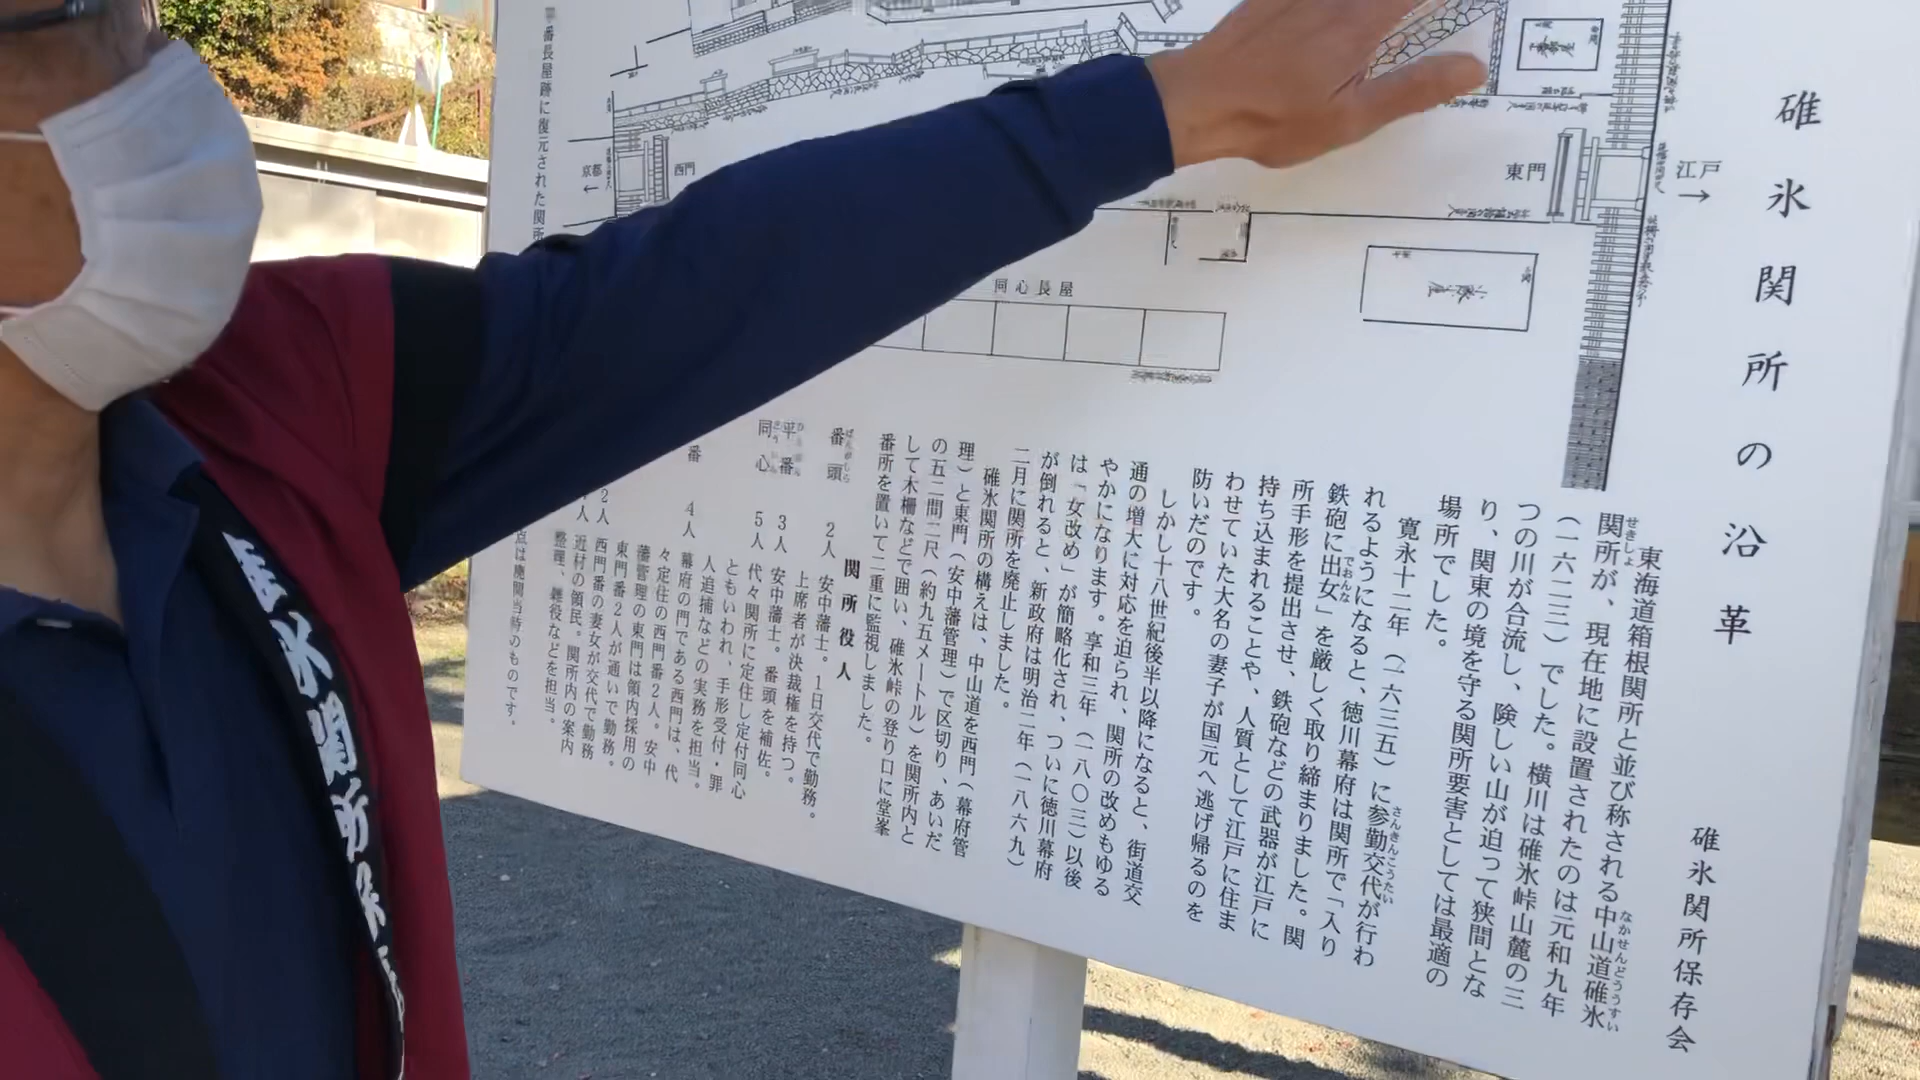 碓氷関所の沿革
碓氷関所保存会
東海道箱根関所と並び称される中山道碓氷
関所が、現在地に設置されたのは元和九年
(一六二三)でした。横川は碓氷峠山麓の三
つの川が合流し、険しい山が迫って狭間とな
り、関東の境を守る関所要害としては最適の
場所でした。
寛永十二年(一六三五)に参勤交代が行わ
れるようになると、徳川幕府は関所で「入り
鉄砲に出女」を厳しく取り締まりました。関
所手形を提出させ、鉄砲などの武器が江戸に
持ち込まれることや、人質として江戸に住ま
わせていた大名の妻子が国元へ逃げ帰るのを
防いだのです。
しかし十八世紀後半以降になると、街道交
通の増大に対応を迫られ、関所の改めもゆる
やかになります。享和三年(一八〇三)以後
は「女改め」が簡略化され、ついに徳川幕府
が倒れると、新政府は明治二年(一八六九)
二月に関所を廃止しました。
碓氷関所の構えは、中山道を西門(幕府管
理)と東門(安中藩管理)で区切り、あいだ
の五二間二尺(約九五メートル)を関所内と
して木柵などで囲い、碓氷峠の登り口に堂峯
番所を置いて二重に監視しました。
関所役人
番頭 2人 安中藩士。1日交代で勤務。
上席者が決裁権を持つ。
平番 3人 安中藩士。番頭を補佐。
同心 5人 代々関所に定住し定付同心
ともいわれ、手形受付・罪
人追捕などの実務を担当。
番 4人 幕府の門である西門は、代
々定住の西門番2人。安中
藩管理の東門は領内採用の
東門番2人が通いで勤務。
2人 西門番の妻女が交代で勤務
人 近村の領民。関所内の案内
整理、雑役などを担当。
点は廃関当時のものです。
平番長屋跡に復元された関所
江戸
→
東門
西門
京都
←
同心長屋
氷関所保